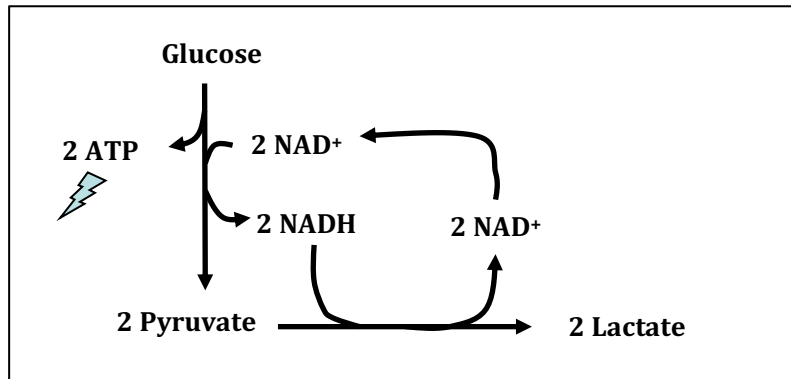 Glucose
2 ATP
2 NAD⁺
2 NADH
2 NAD⁺
2 Pyruvate
2 Lactate